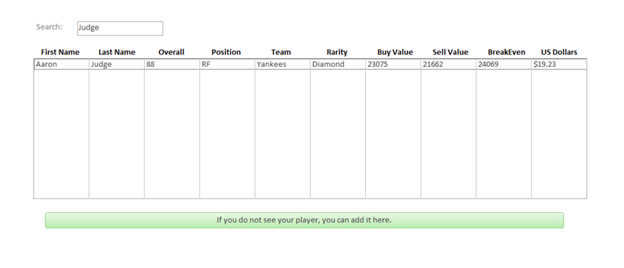 Search: Judge
First Name Last Name Overall Position Team Rarity Buy Value Sell Value BreakEven US Dollars
Aaron Judge 88 RF Yankees Diamond 23075 21662 24069 $19.23
If you do not see your player, you can add it here.